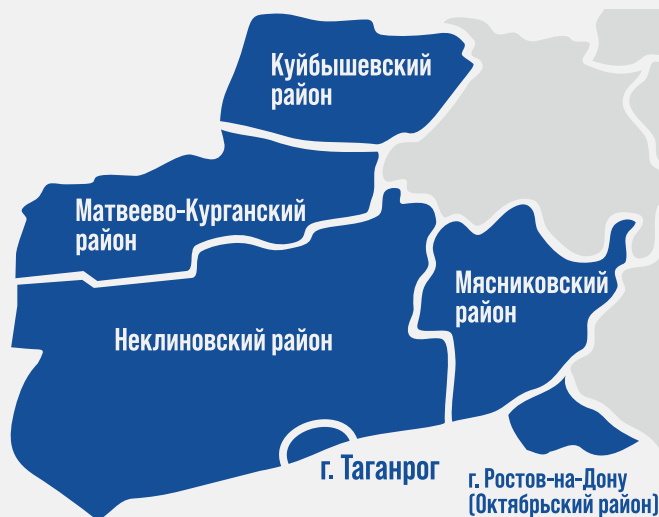 Куйбышевский
район
Матвеево-Курганский
район
Мясниковский
район
Неклиновский район
г. Таганрог
г. Ростов-на-Дону
(Октябрьский район)